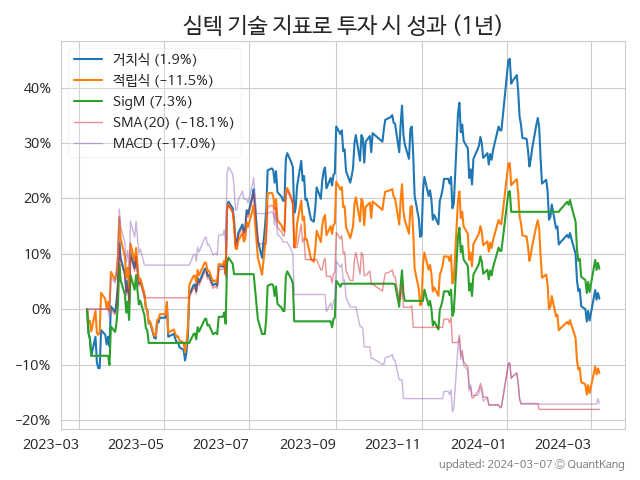 심텍 기술 지표로 투자 시 성과 (1년)
거치식 (1.9%)
적립식 (−11.5%)
SigM (7.3%)
SMA(20) (−18.1%)
MACD (−17.0%)
40%
30%
20%
10%
0%
−10%
−20%
2023-03 2023-05 2023-07 2023-09 2023-11 2024-01 2024-03
updated: 2024-03-07 © QuantKang